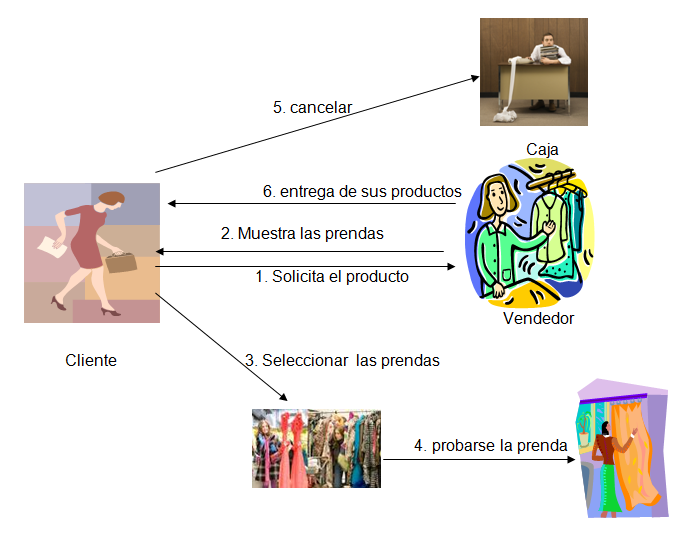 5. cancelar
Caja
6. entrega de sus productos
2. Muestra las prendas
1. Solicita el producto
Vendedor
Cliente
3. Seleccionar las prendas
4. probarse la prenda